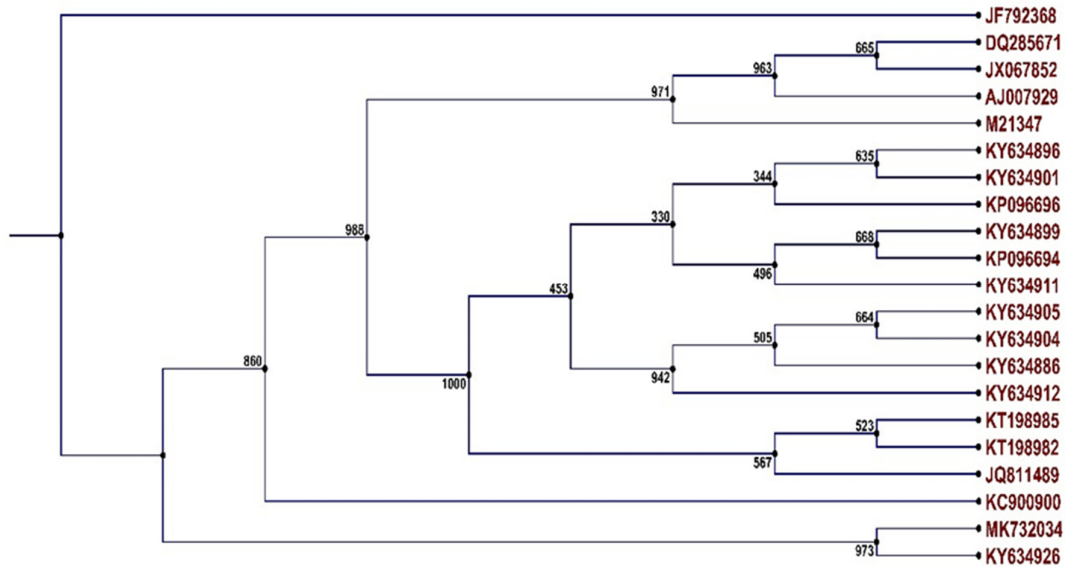 JF792368
DQ285671
665
JX067852
963
AJ007929
971
M21347
KY634896
635
KY634901
344
KP096696
330
KY634899
988
668
KP096694
496
KY634911
453
KY634905
664
KY634904
505
860
KY634886
942
1000
KY634912
KT198985
523
KT198982
567
JQ811489
KC900900
MK732034
973
KY634926